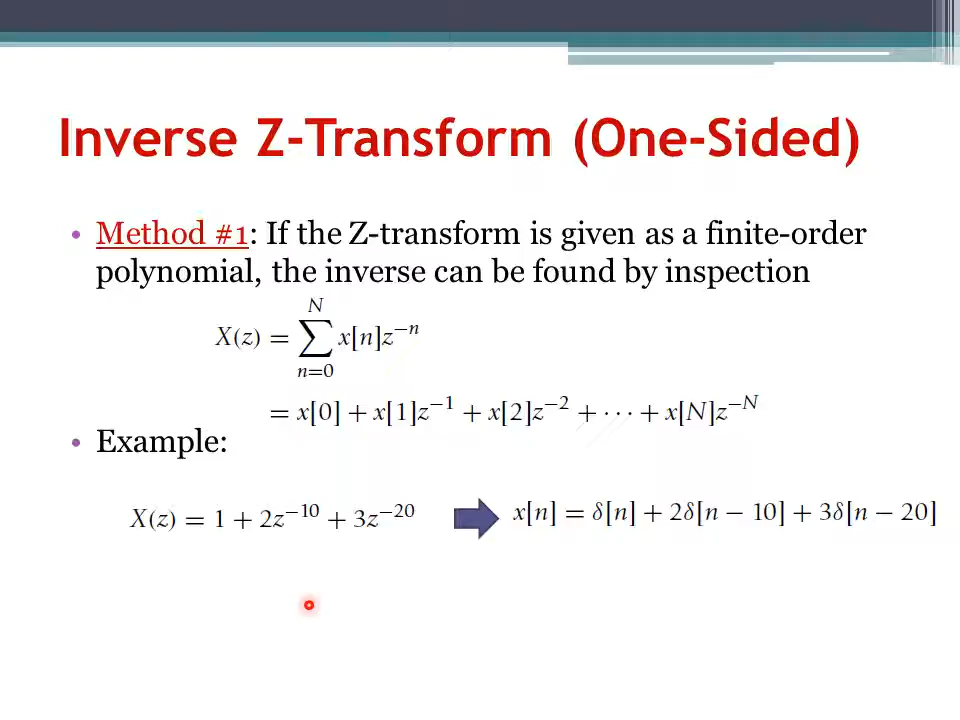 Inverse Z-Transform (One-Sided)
• Method #1: If the Z-transform is given as a finite-order
polynomial, the inverse can be found by inspection
X(z) = ∑_{n=0}^{N} x[n]z^{−n}
= x[0] + x[1]z^{−1} + x[2]z^{−2} + ··· + x[N]z^{−N}
• Example:
X(z) = 1 + 2z^{−10} + 3z^{−20} x[n] = δ[n] + 2δ[n − 10] + 3δ[n − 20]